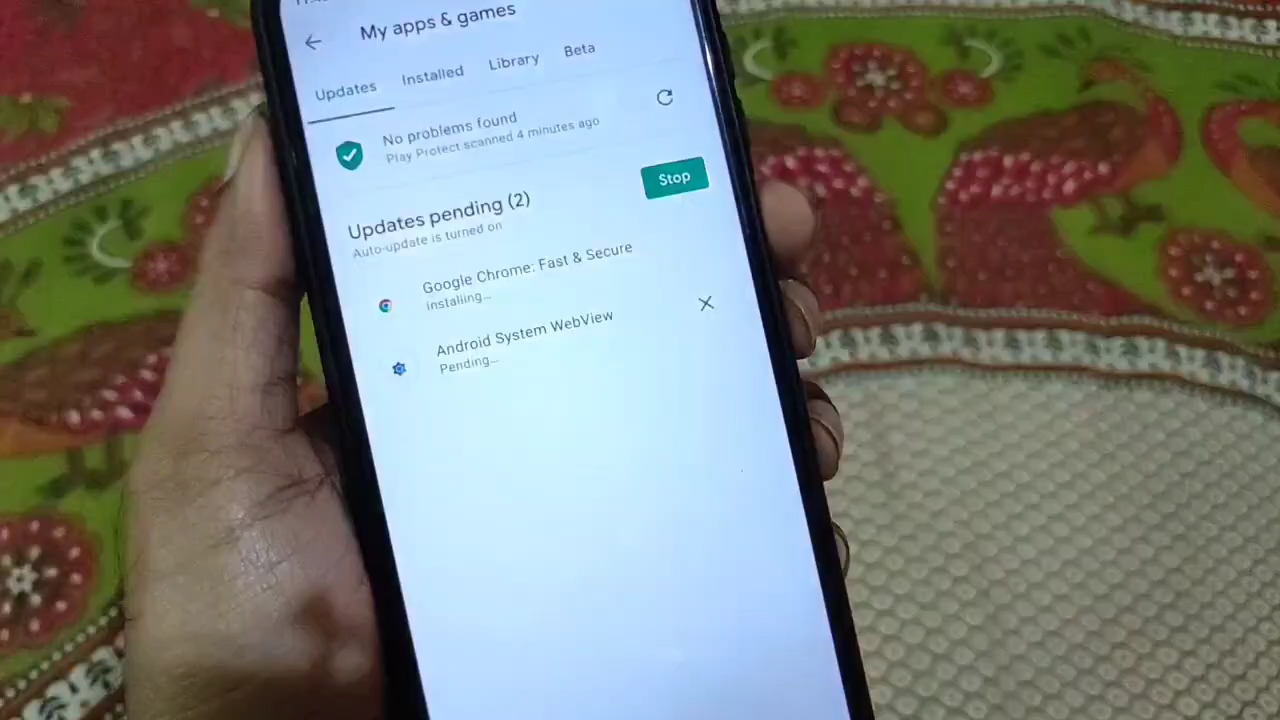 My apps & games
Updates Installed Library Beta
No problems found
Play Protect scanned 4 minutes ago
Updates pending (2)
Stop
Auto-update is turned on
Google Chrome: Fast & Secure
Installing...
Android System WebView
Pending...